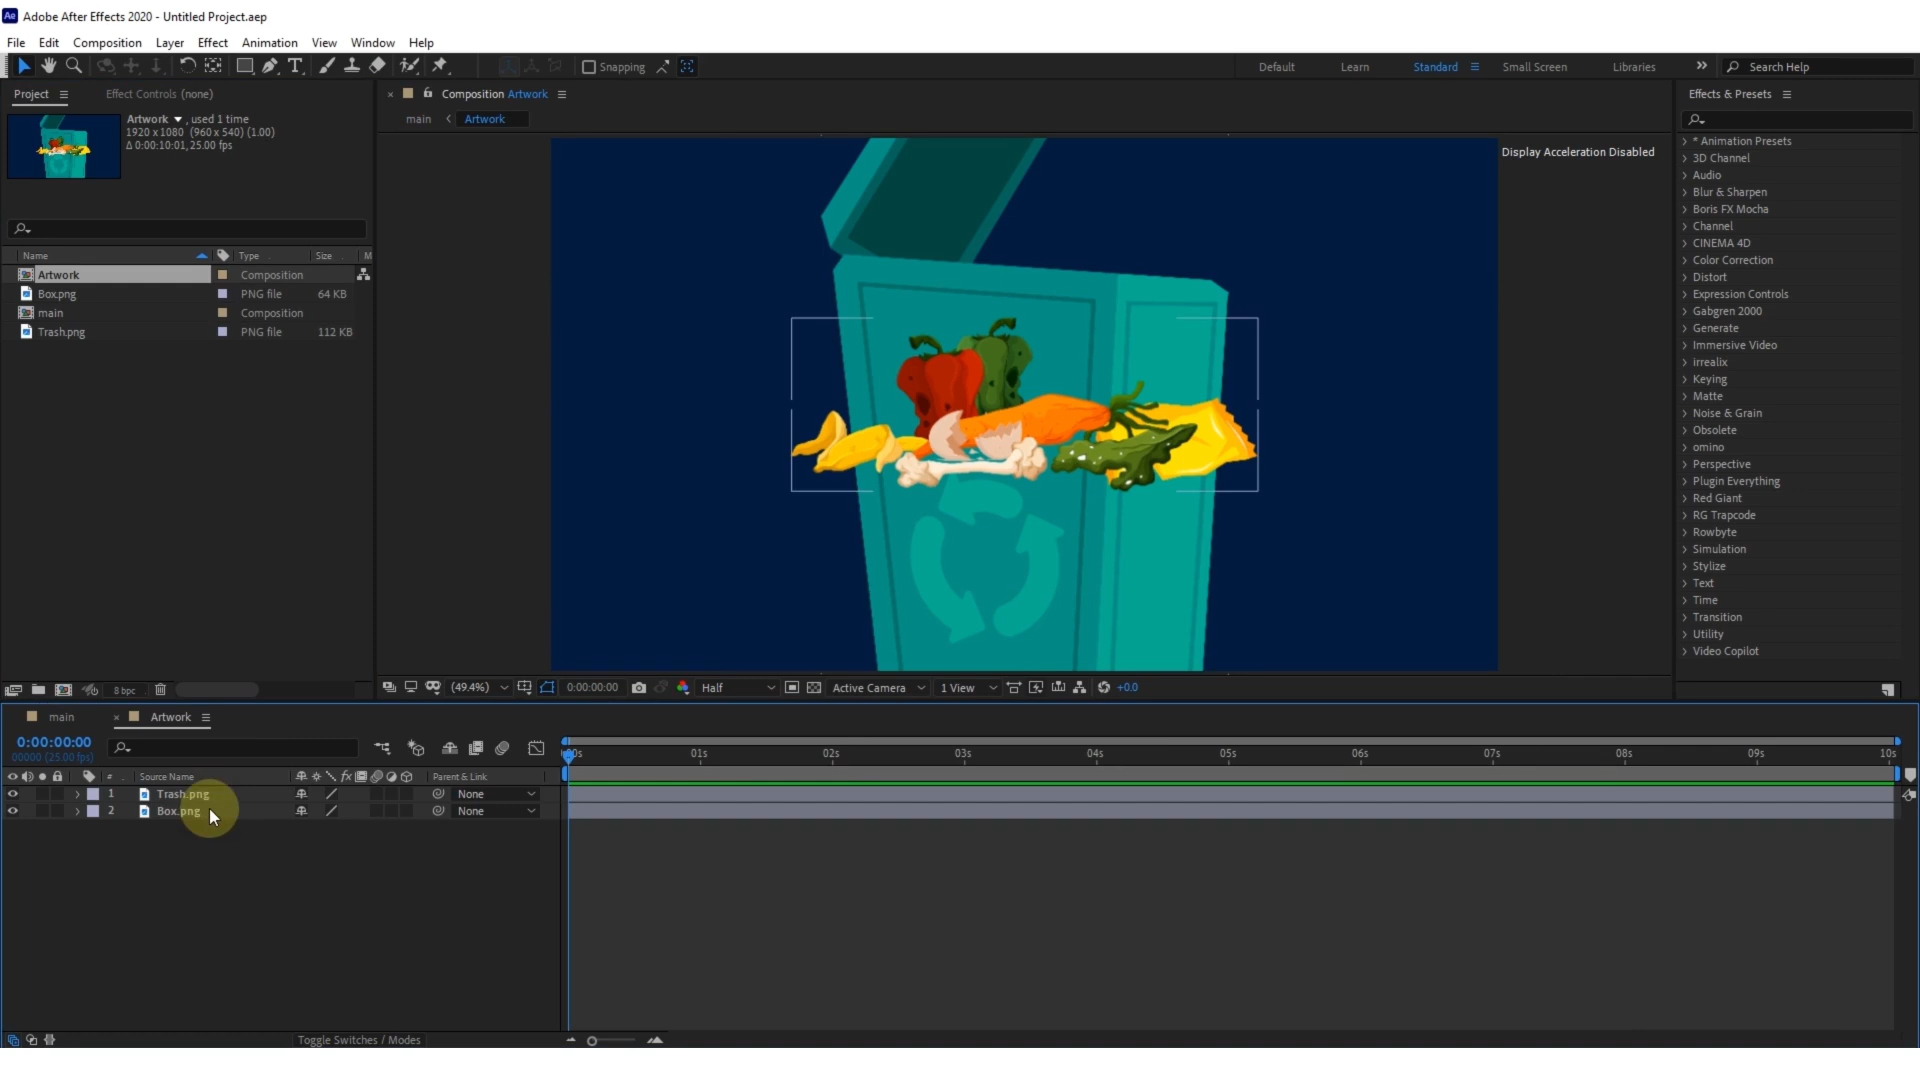 Ae Adobe After Effects 2020 - Untitled Project.aep
File Edit Composition Layer Effect Animation View Window Help
T Snapping Default Learn Standard Small Screen Libraries Search Help
Project Effect Controls (none) Composition Artwork Effects & Presets
Artwork , used 1 time
1920 x 1080 (960 x 540) (1.00)
Δ 0:00:10:01, 25.00 fps
main Artwork
Display Acceleration Disabled
Name Type Size M
Artwork Composition
Box.png PNG file 64 KB
main Composition
Trash.png PNG file 112 KB
* Animation Presets
3D Channel
Audio
Blur & Sharpen
Boris FX Mocha
Channel
CINEMA 4D
Color Correction
Distort
Expression Controls
Gabgren 2000
Generate
Immersive Video
irrealix
Keying
Matte
Noise & Grain
Obsolete
omino
Perspective
Plugin Everything
Red Giant
RG Trapcode
Rowbyte
Simulation
Stylize
Text
Time
Transition
Utility
Video Copilot
8 bpc (49.4%) 0:00:00:00 Half Active Camera 1 View +0.0
main Artwork
0:00:00:00
00000 (25.00 fps)
00s 01s 02s 03s 04s 05s 06s 07s 08s 09s 10s
# Source Name fx Parent & Link
1 Trash.png None
2 Box.png None
Toggle Switches / Modes